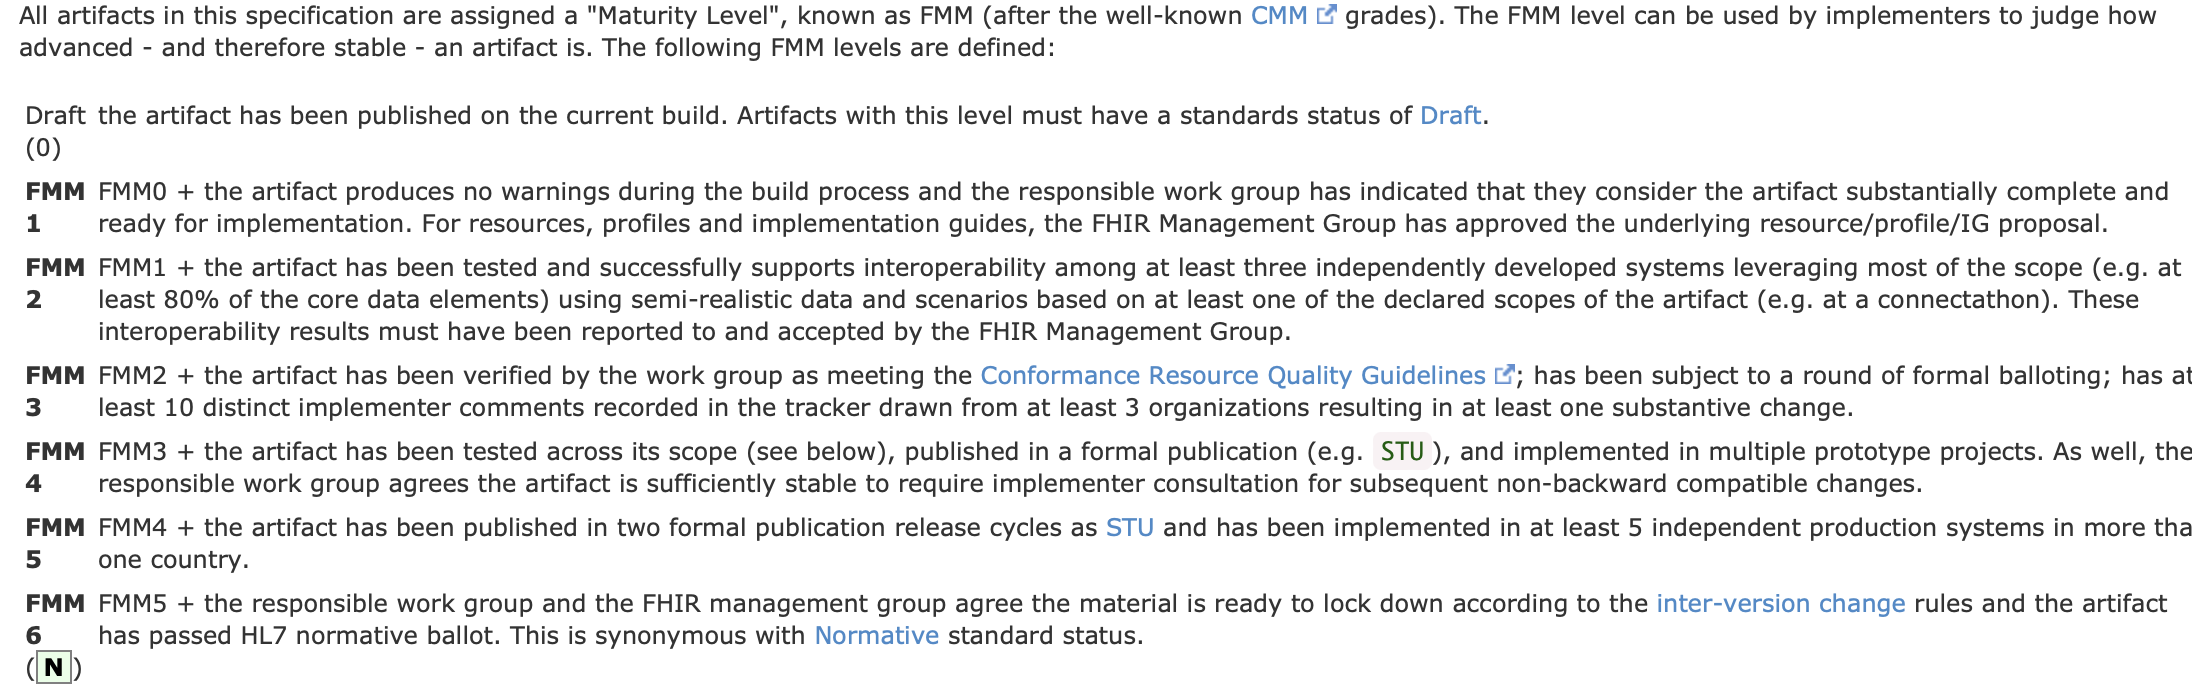 All artifacts in this specification are assigned a "Maturity Level", known as FMM (after the well-known CMM grades). The FMM level can be used by implementers to judge how
advanced - and therefore stable - an artifact is. The following FMM levels are defined:
Draft the artifact has been published on the current build. Artifacts with this level must have a standards status of Draft.
(0)
FMM FMM0 + the artifact produces no warnings during the build process and the responsible work group has indicated that they consider the artifact substantially complete and
1 ready for implementation. For resources, profiles and implementation guides, the FHIR Management Group has approved the underlying resource/profile/IG proposal.
FMM FMM1 + the artifact has been tested and successfully supports interoperability among at least three independently developed systems leveraging most of the scope (e.g. at
2 least 80% of the core data elements) using semi-realistic data and scenarios based on at least one of the declared scopes of the artifact (e.g. at a connectathon). These
interoperability results must have been reported to and accepted by the FHIR Management Group.
FMM FMM2 + the artifact has been verified by the work group as meeting the Conformance Resource Quality Guidelines ; has been subject to a round of formal balloting; has at
3 least 10 distinct implementer comments recorded in the tracker drawn from at least 3 organizations resulting in at least one substantive change.
FMM FMM3 + the artifact has been tested across its scope (see below), published in a formal publication (e.g. STU), and implemented in multiple prototype projects. As well, the
4 responsible work group agrees the artifact is sufficiently stable to require implementer consultation for subsequent non-backward compatible changes.
FMM FMM4 + the artifact has been published in two formal publication release cycles as STU and has been implemented in at least 5 independent production systems in more tha
5 one country.
FMM FMM5 + the responsible work group and the FHIR management group agree the material is ready to lock down according to the inter-version change rules and the artifact
6 has passed HL7 normative ballot. This is synonymous with Normative standard status.
(N)